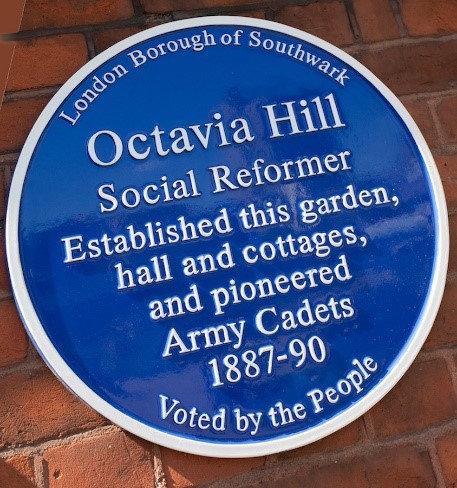 London Borough of Southwark
Octavia Hill
Social Reformer
Established this garden,
hall and cottages,
and pioneered
Army Cadets
1887-90
Voted by the People